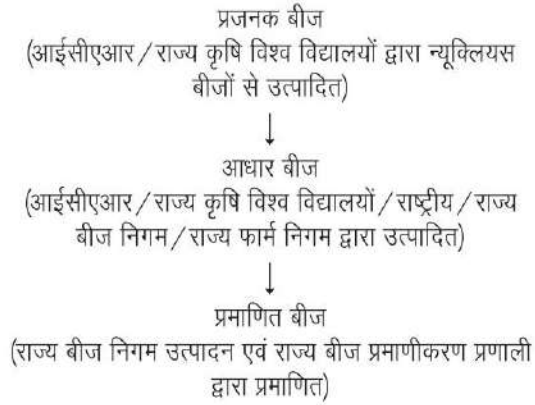 प्रजनक बीज
(आईसीएआर/राज्य कृषि विश्व विद्यालयों द्वारा न्यूक्लियस
बीजों से उत्पादित)
↓
आधार बीज
(आईसीएआर/राज्य कृषि विश्व विद्यालयों/राष्ट्रीय/राज्य
बीज निगम/राज्य फार्म निगम द्वारा उत्पादित)
↓
प्रमाणित बीज
(राज्य बीज निगम उत्पादन एवं राज्य बीज प्रमाणीकरण प्रणाली
द्वारा प्रमाणित)